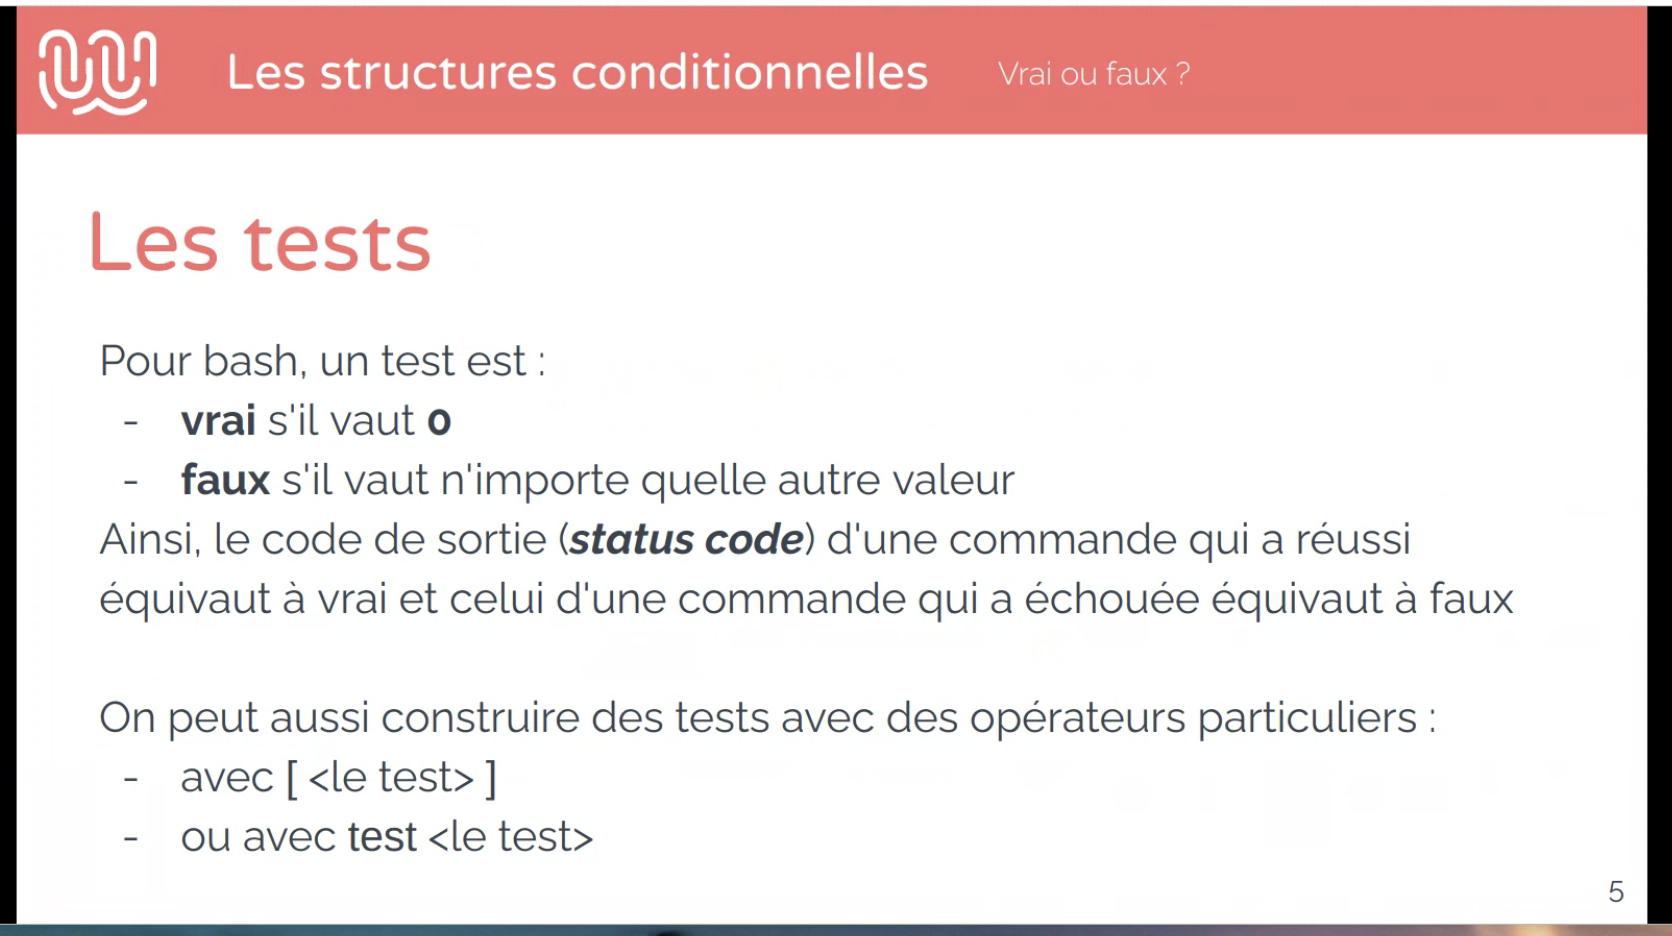 Les structures conditionnelles
Vrai ou faux ?
Les tests
Pour bash, un test est :
- vrai s'il vaut 0
- faux s'il vaut n'importe quelle autre valeur
Ainsi, le code de sortie (status code) d'une commande qui a réussi
équivaut à vrai et celui d'une commande qui a échouée équivaut à faux
On peut aussi construire des tests avec des opérateurs particuliers :
- avec [ <le test> ]
- ou avec test <le test>
5